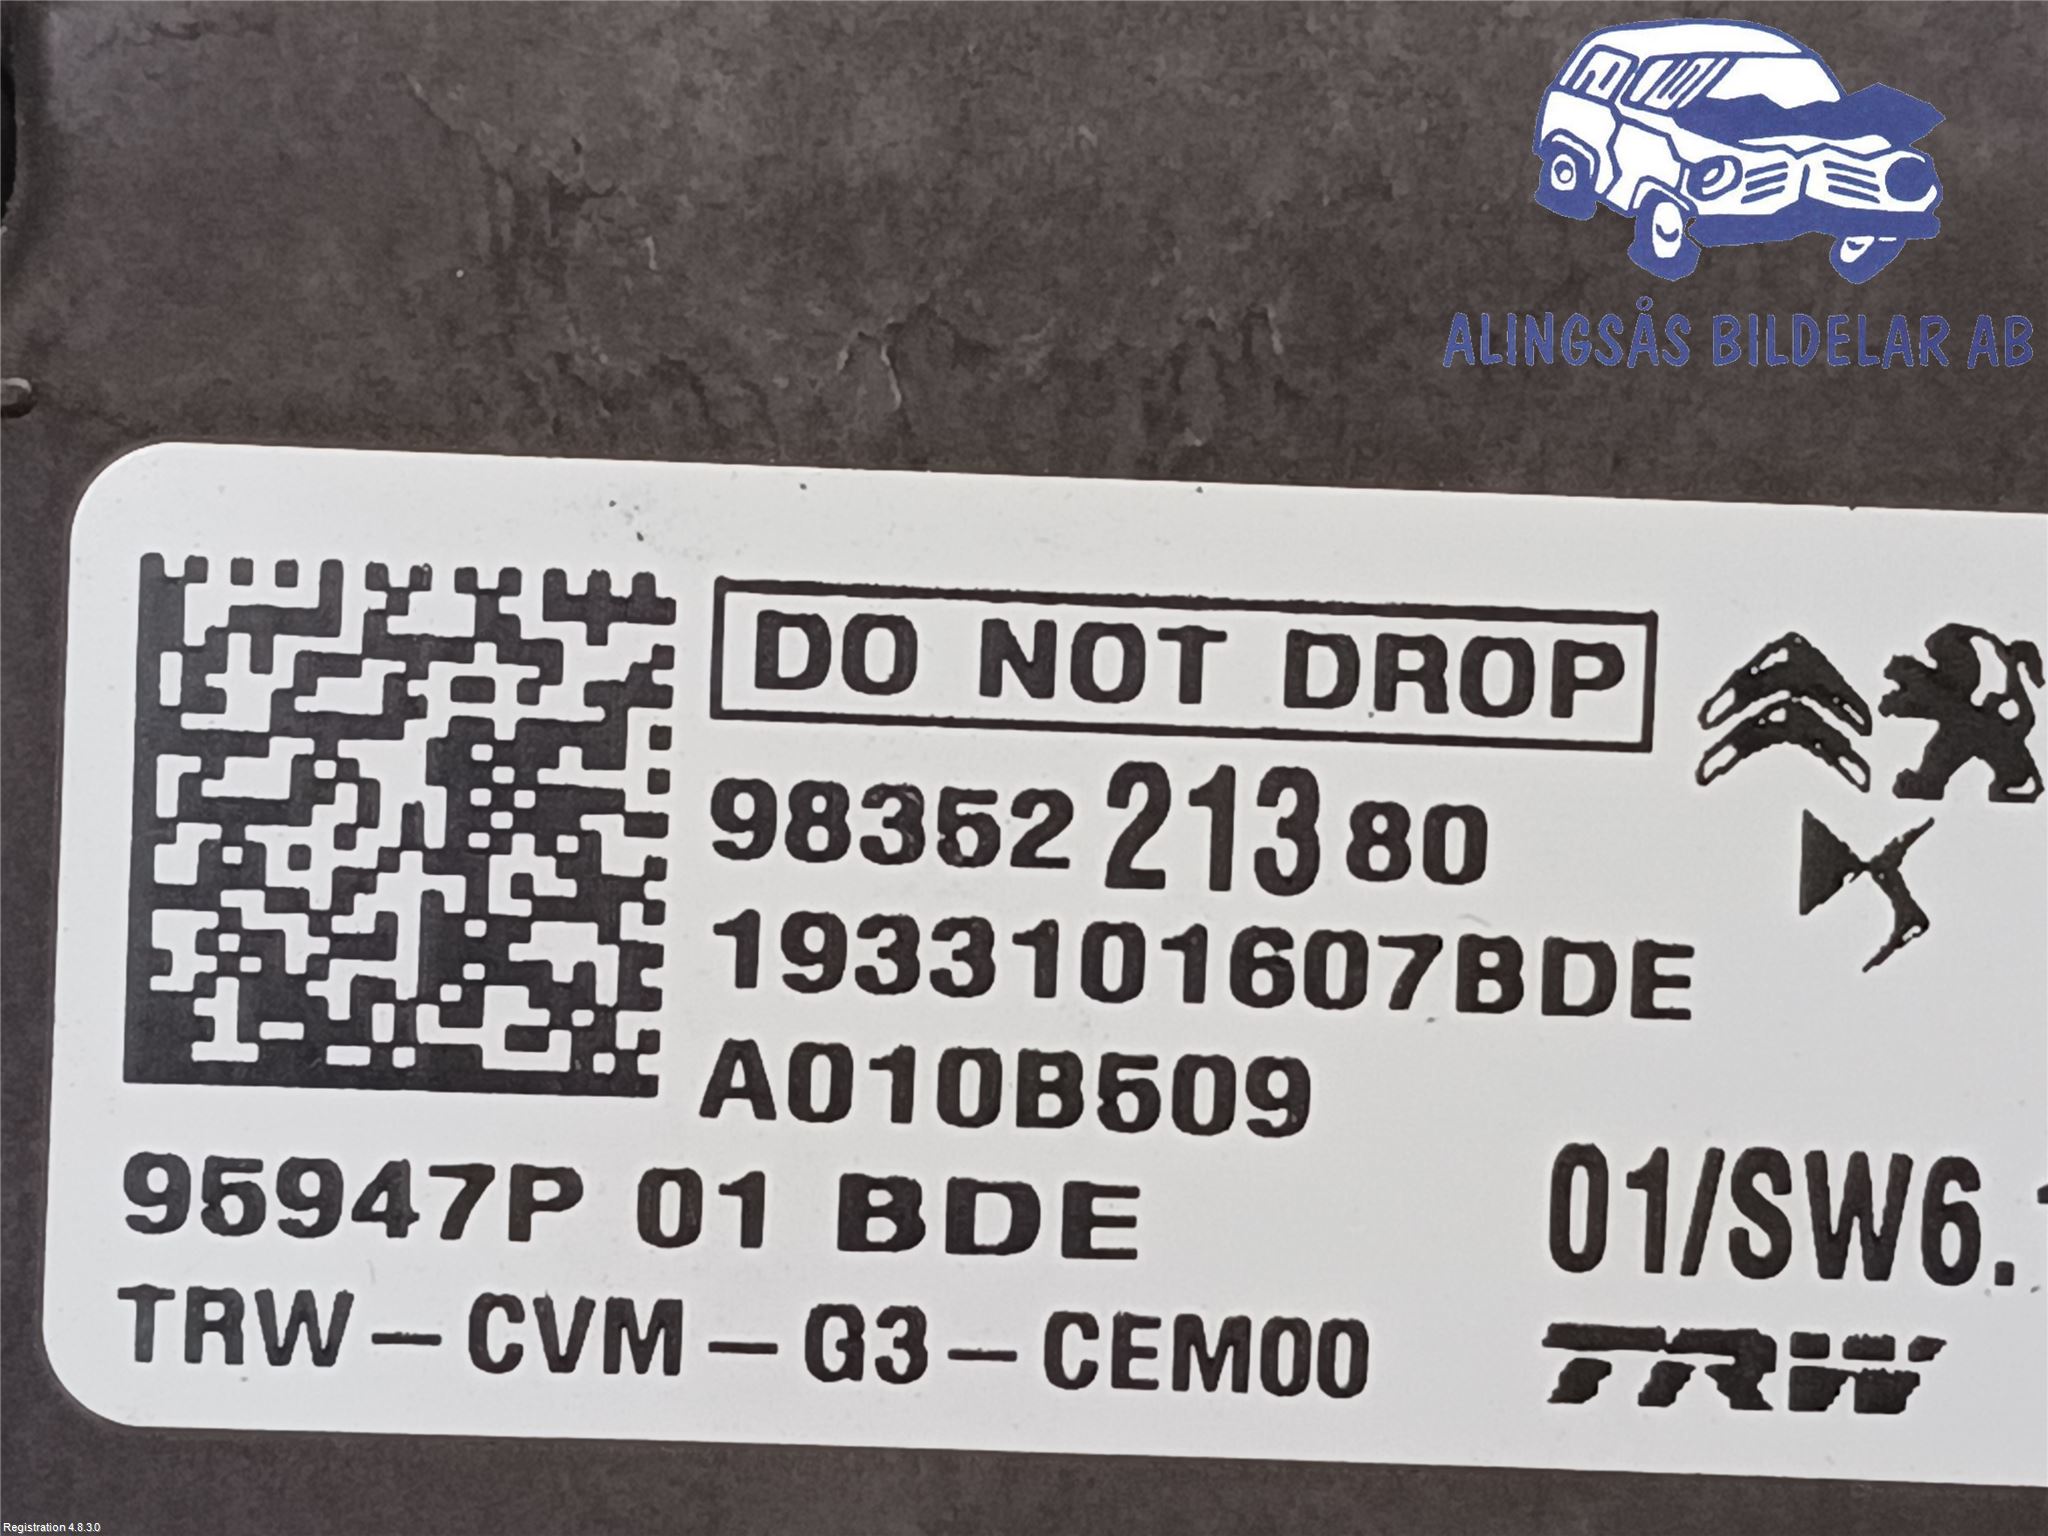 ALINGSÅS BILDELAR AB
DO NOT DROP
98352 213 80
1933101607BDE
A010B509
95947P 01 BDE
01/SW6.
TRW-CVM-G3-CEM00
TRW
Registration 4.8.3.0